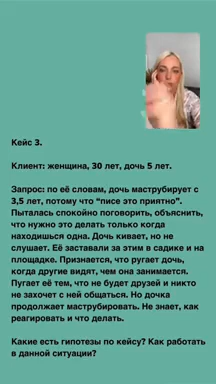 Кейс 3.
Клиент: женщина, 30 лет, дочь 5 лет.
Запрос: по её словам, дочь маструбирует с
3,5 лет, потому что “писе это приятно”.
Пыталась спокойно поговорить, объяснить,
что нужно это делать только когда
находишься одна. Дочь кивает, но не
слушает. Её заставали за этим в садике и на
площадке. Признается, что ругает дочь,
когда другие видят, чем она занимается.
Пугает её тем, что не будет друзей и никто
не захочет с ней общаться. Но дочка
продолжает маструбировать. Не знает, как
реагировать и что делать.
Какие есть гипотезы по кейсу? Как работать
в данной ситуации?